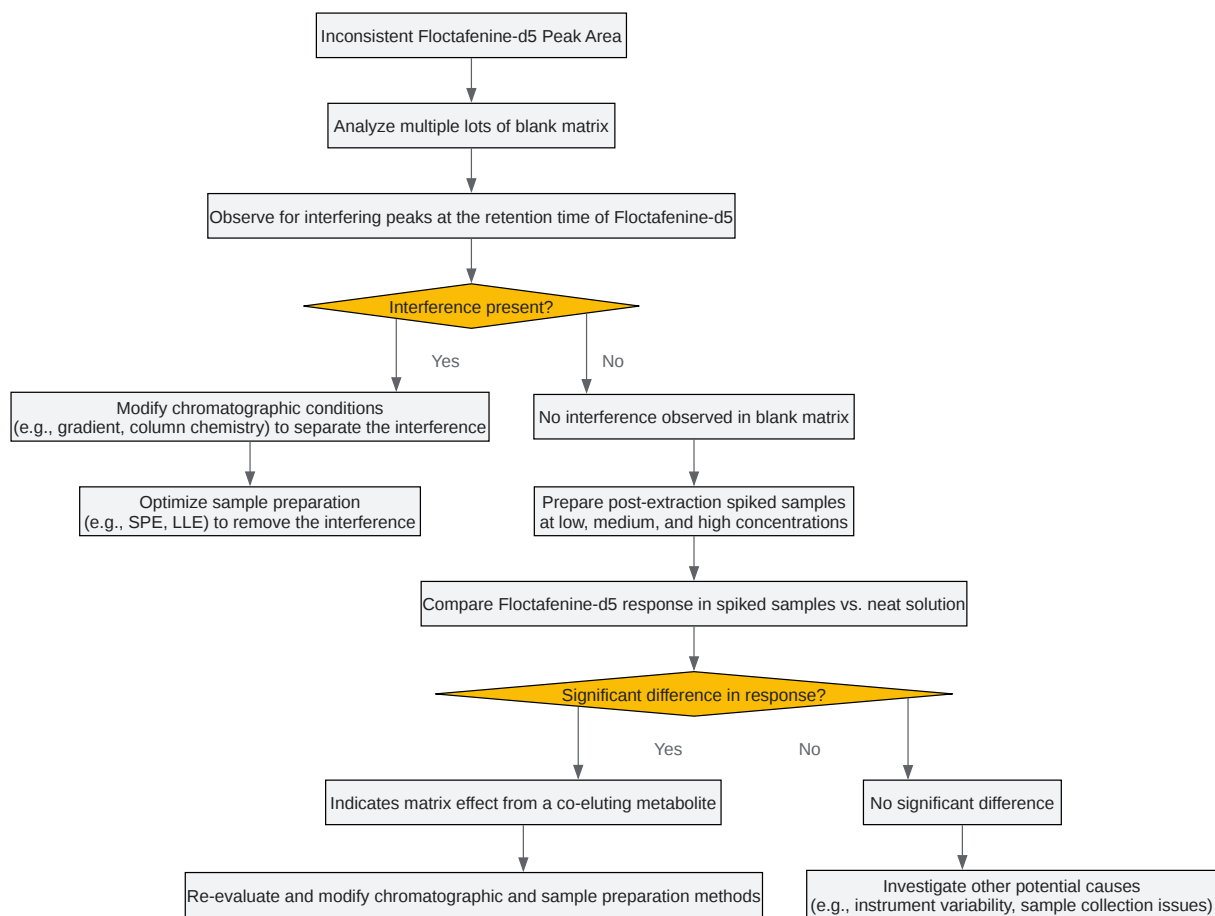 Inconsistent Floctafenine-d5 Peak Area
Analyze multiple lots of blank matrix
Observe for interfering peaks at the retention time of Floctafenine-d5
Interference present?
Yes
No
Modify chromatographic conditions
(e.g., gradient, column chemistry) to separate the interference
No interference observed in blank matrix
Optimize sample preparation
(e.g., SPE, LLE) to remove the interference
Prepare post-extraction spiked samples
at low, medium, and high concentrations
Compare Floctafenine-d5 response in spiked samples vs. neat solution
Significant difference in response?
Yes
No
Indicates matrix effect from a co-eluting metabolite
No significant difference
Re-evaluate and modify chromatographic and sample preparation methods
Investigate other potential causes
(e.g., instrument variability, sample collection issues)